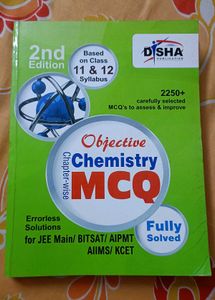 2nd
Edition
Based
on Class
11 & 12
Syllabus
DISHA
PUBLICATION
2250+
carefully selected
MCQ's to assess & improve
Objective
Chapter-wise
Chemistry
MCQ
Errorless
Solutions
for JEE Main/ BITSAT/ AIPMT
AIIMS/ KCET
Fully
Solved